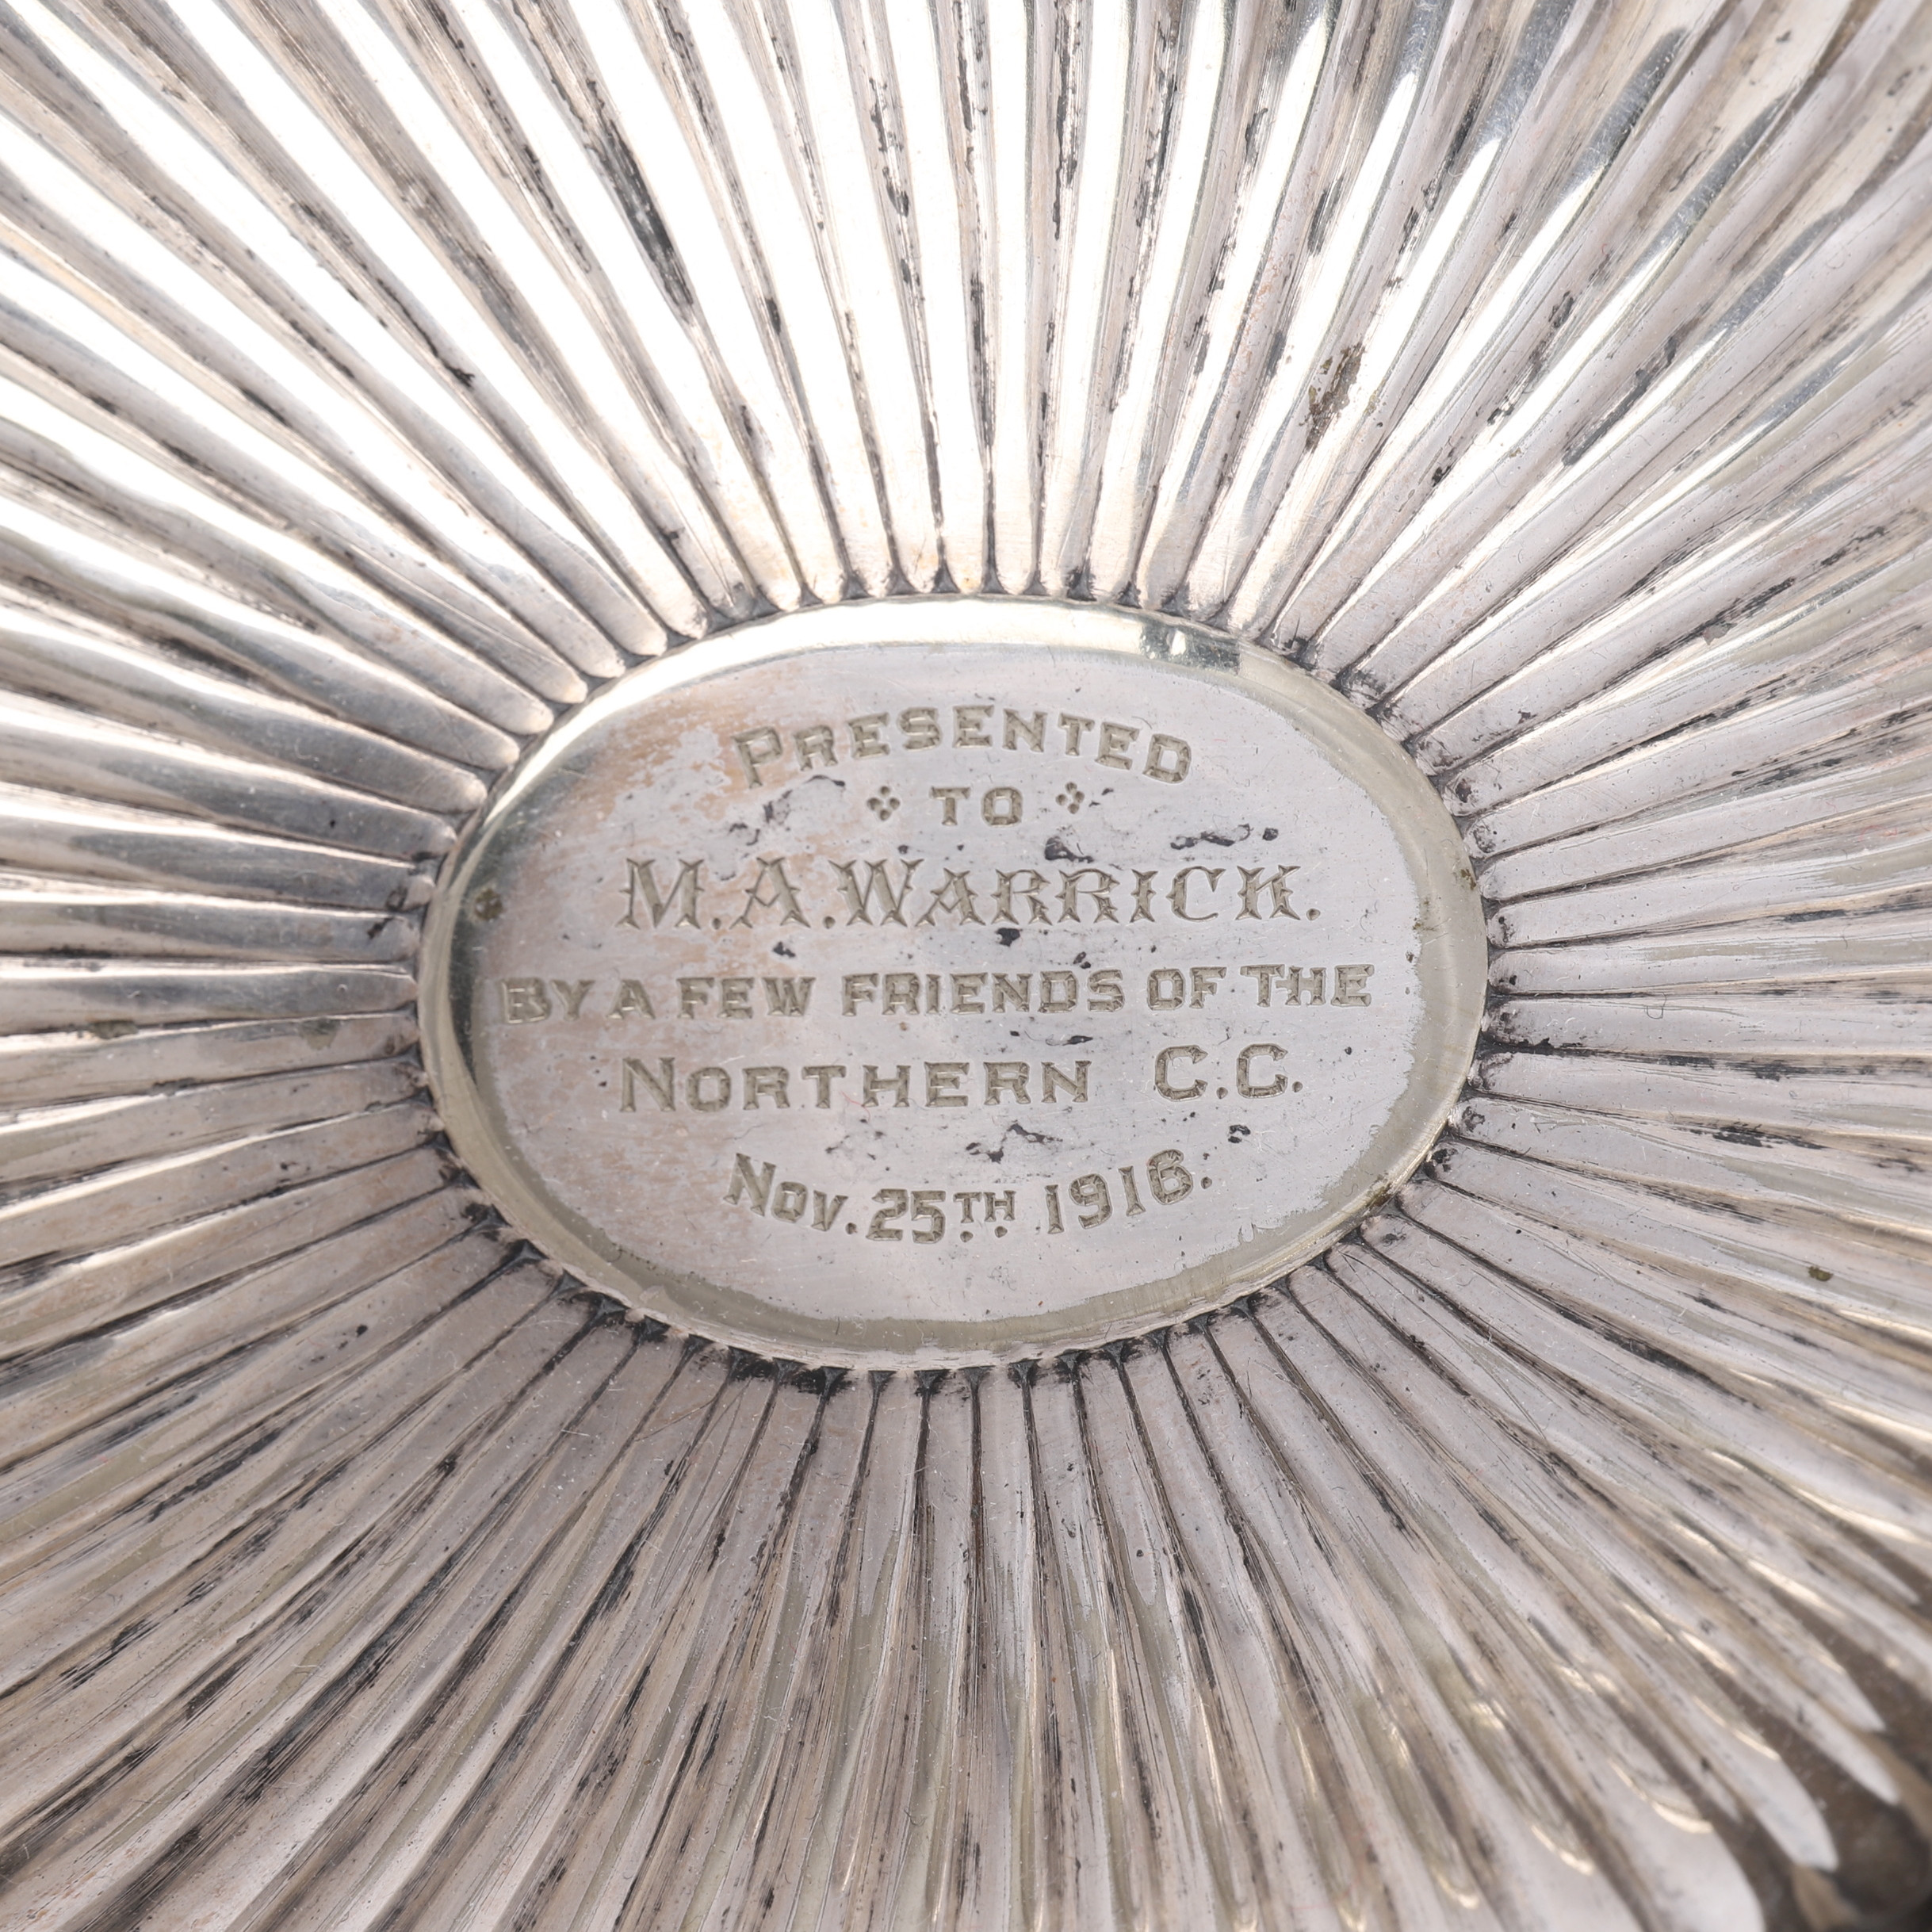 PRESENTED
TO
M.A.WARRICK.
BY A FEW FRIENDS OF THE
NORTHERN C.C.
NOV. 25TH. 1916.